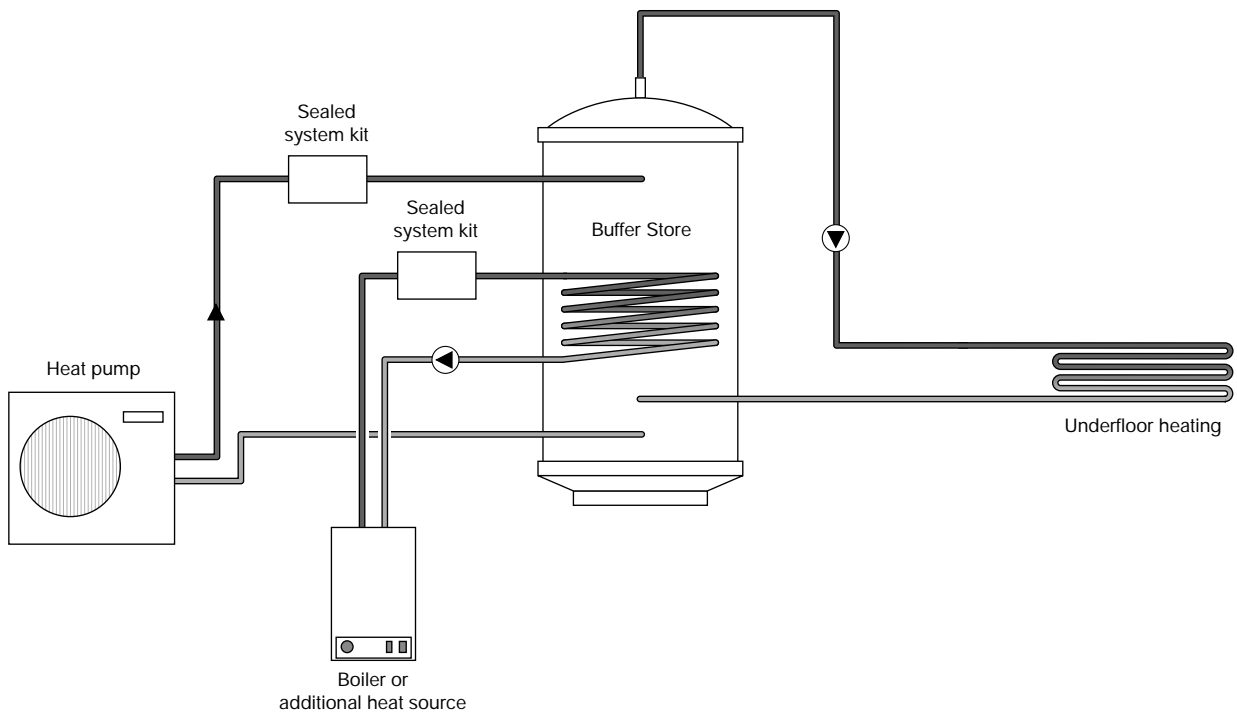 Sealed
system kit
Sealed
system kit
Buffer Store
Heat pump
Underfloor heating
Boiler or
additional heat source